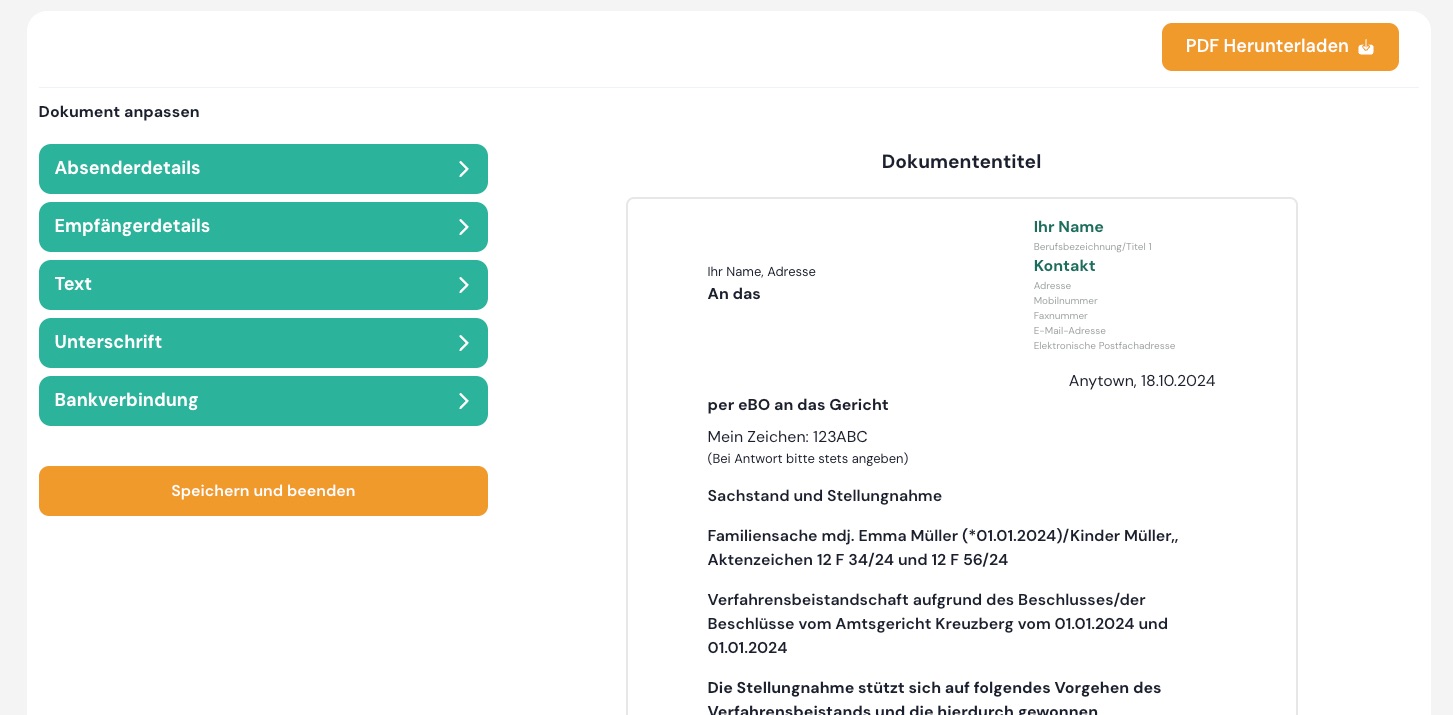 PDF Herunterladen
Dokument anpassen
Absenderdetails
Empfängerdetails
Text
Unterschrift
Bankverbindung
Speichern und beenden
Dokumententitel
Ihr Name
Berufsbezeichnung/Titel 1
Kontakt
Adresse
Mobilnummer
Faxnummer
E-Mail-Adresse
Elektronische Postfachadresse
Ihr Name, Adresse
An das
Anytown, 18.10.2024
per eBO an das Gericht
Mein Zeichen: 123ABC
(Bei Antwort bitte stets angeben)
Sachstand und Stellungnahme
Familiensache mdj. Emma Müller (*01.01.2024)/Kinder Müller,,
Aktenzeichen 12 F 34/24 und 12 F 56/24
Verfahrensbeistandschaft aufgrund des Beschlusses/der
Beschlüsse vom Amtsgericht Kreuzberg vom 01.01.2024 und
01.01.2024
Die Stellungnahme stützt sich auf folgendes Vorgehen des
Verfahrensbeistands und die hierdurch gewonnen